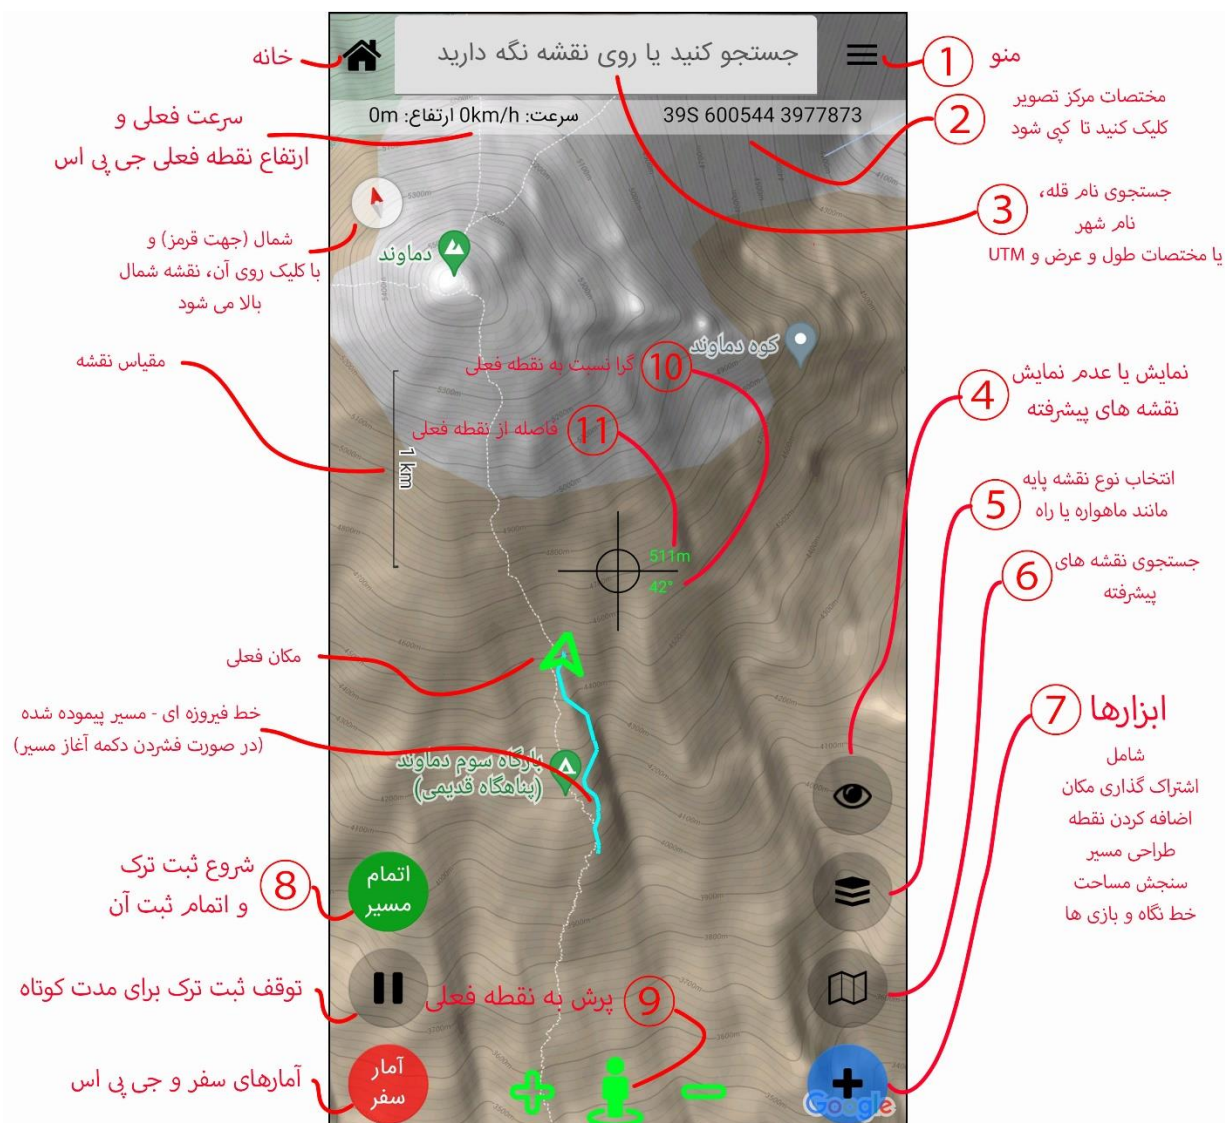 خانه
جستجو کنید یا روی نقشه نگه دارید
1
منو
سرعت: 0km/h ارتفاع: 0m
39S 600544 3977873
2
مختصات مرکز تصویر
کلیک کنید تا کپی شود
سرعت فعلی و
ارتفاع نقطه فعلی جی پی اس
3
جستجوی نام قله،
نام شهر
یا مختصات طول و عرض و UTM
شمال (جهت قرمز) و
با کلیک روی آن، نقشه شمال
بالا می شود
دماوند
کوه دماوند
مقیاس نقشه
1 km
10
گرا نسبت به نقطه فعلی
11
فاصله از نقطه فعلی
511m
42°
4
نمایش یا عدم نمایش
نقشه های پیشرفته
5
انتخاب نوع نقشه پایه
مانند ماهواره یا راه
6
جستجوی نقشه های
پیشرفته
مکان فعلی
خط فیروزه ای - مسیر پیموده شده
(در صورت فشردن دکمه آغاز مسیر)
بارگاه سوم دماوند
(پناهگاه قدیمی)
7
ابزارها
شامل
اشتراک گذاری مکان
اضافه کردن نقطه
طراحی مسیر
سنجش مساحت
خط نگاه و بازی ها
8
شروع ثبت ترک
و اتمام ثبت آن
اتمام
مسیر
توقف ثبت ترک برای مدت کوتاه
9
پرش به نقطه فعلی
آمارهای سفر و جی پی اس
آمار
سفر
Google